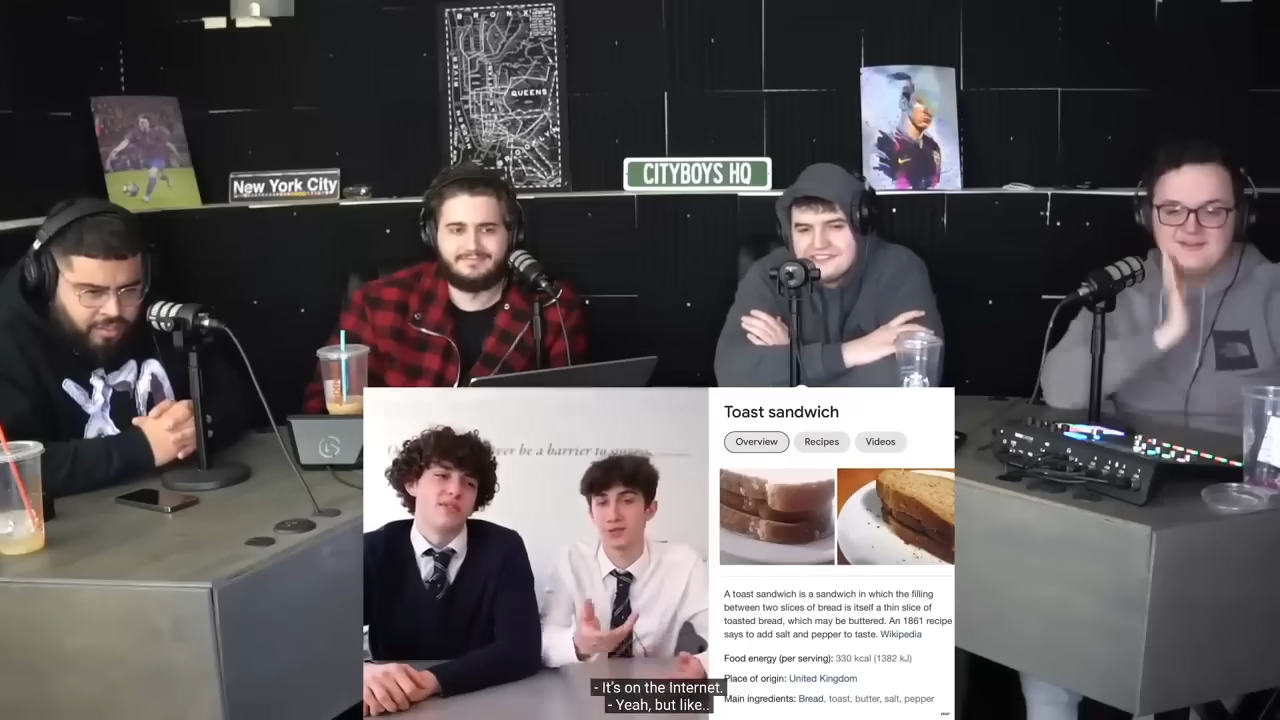 BRONX
QUEENS
BROOKLYN
New York City
CITYBOYS HQ
ever be a barrier to success.
Toast sandwich
Overview
Recipes
Videos
A toast sandwich is a sandwich in which the filling
between two slices of bread is itself a thin slice of
toasted bread, which may be buttered. An 1861 recipe
says to add salt and pepper to taste. Wikipedia
Food energy (per serving): 330 kcal (1382 kJ)
Place of origin: United Kingdom
Main ingredients: Bread, toast, butter, salt, pepper
- It's on the Internet.
- Yeah, but like..